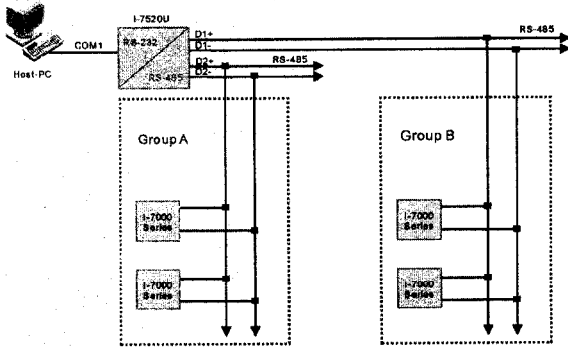 I-7520U
RS-232
RS-485
COM1
Host-PC
D1+
D1-
D2+
D2-
RS-485
RS-485
Group A
Group B
I-7000
Series
I-7000
Series
I-7000
Series
I-7000
Series